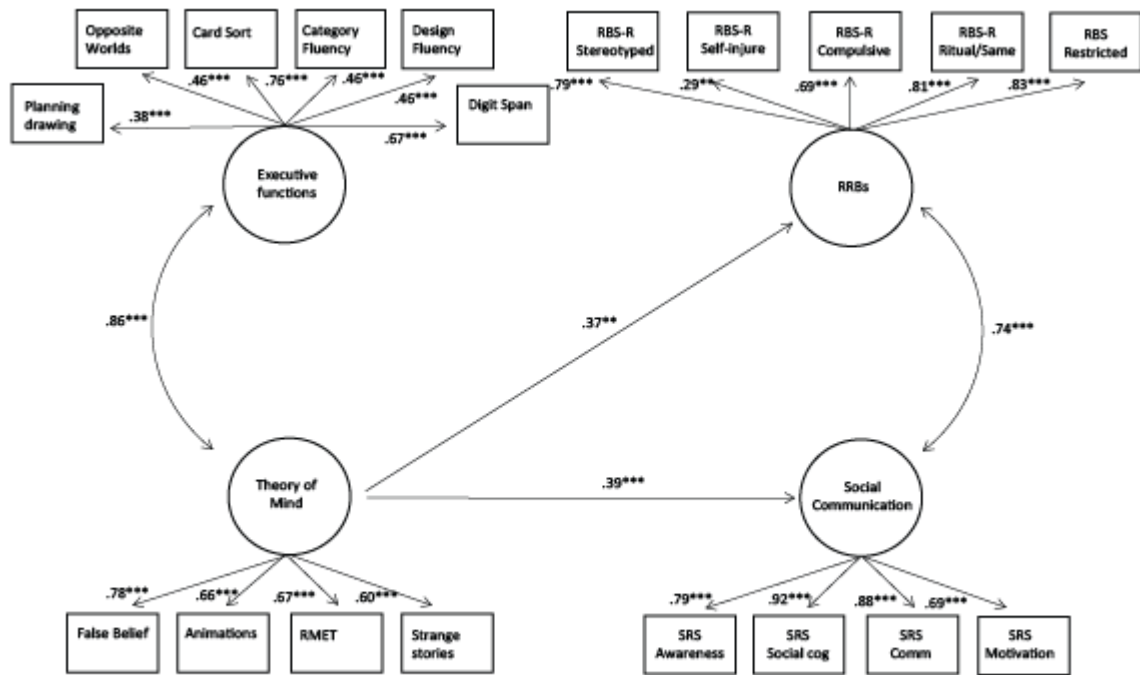 Opposite
Worlds
Card Sort
Category
Fluency
Design
Fluency
RBS-R
Stereotyped
RBS-R
Self-injure
RBS-R
Compulsive
RBS-R
Ritual/Same
RBS
Restricted
.46***
.76***
.46***
.46***
.79***
.29**
.69***
.81***
.83***
Planning
drawing
.38***
.67***
Digit Span
Executive
functions
RRBs
.86***
.37**
.74***
Theory of
Mind
.39***
Social
Communication
.78***
.66***
.67***
.60***
.79***
.92***
.88***
.69***
False Belief
Animations
RMET
Strange
stories
SRS
Awareness
SRS
Social cog
SRS
Comm
SRS
Motivation